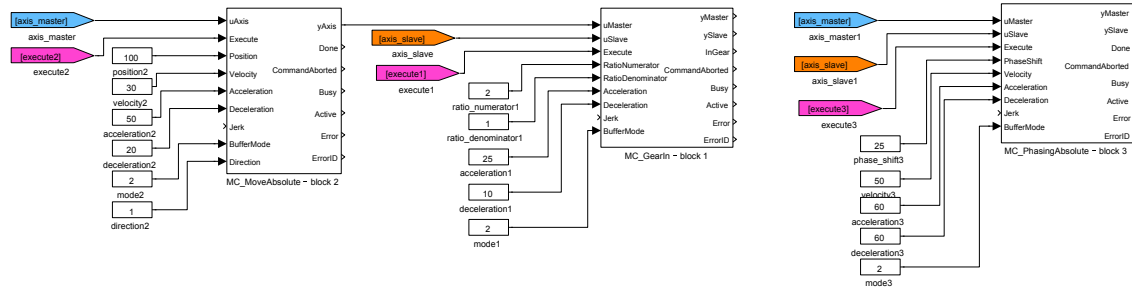 [axis_master]
axis_master
[execute2]
execute2
100
position2
30
velocity2
50
acceleration2
20
deceleration2
2
mode2
1
direction2
uAxis
Execute
Position
Velocity
Acceleration
Deceleration
Jerk
BufferMode
Direction
yAxis
Done
CommandAborted
Busy
Active
Error
ErrorID
MC_MoveAbsolute − block 2
[axis_slave]
axis_slave
[execute1]
execute1
2
ratio_numerator1
1
ratio_denominator1
25
acceleration1
10
deceleration1
2
mode1
uMaster
uSlave
Execute
RatioNumerator
RatioDenominator
Acceleration
Deceleration
Jerk
BufferMode
yMaster
ySlave
InGear
CommandAborted
Busy
Active
Error
ErrorID
MC_GearIn − block 1
[axis_master]
axis_master1
[axis_slave]
axis_slave1
[execute3]
execute3
25
phase_shift3
50
velocity3
60
acceleration3
60
deceleration3
2
mode3
uMaster
uSlave
Execute
PhaseShift
Velocity
Acceleration
Deceleration
Jerk
BufferMode
yMaster
ySlave
Done
CommandAborted
Busy
Active
Error
ErrorID
MC_PhasingAbsolute − block 3